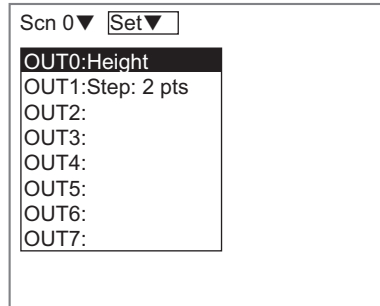 Scn 0▼ Set▼
OUT0:Height
OUT1:Step: 2 pts
OUT2:
OUT3:
OUT4:
OUT5:
OUT6:
OUT7: